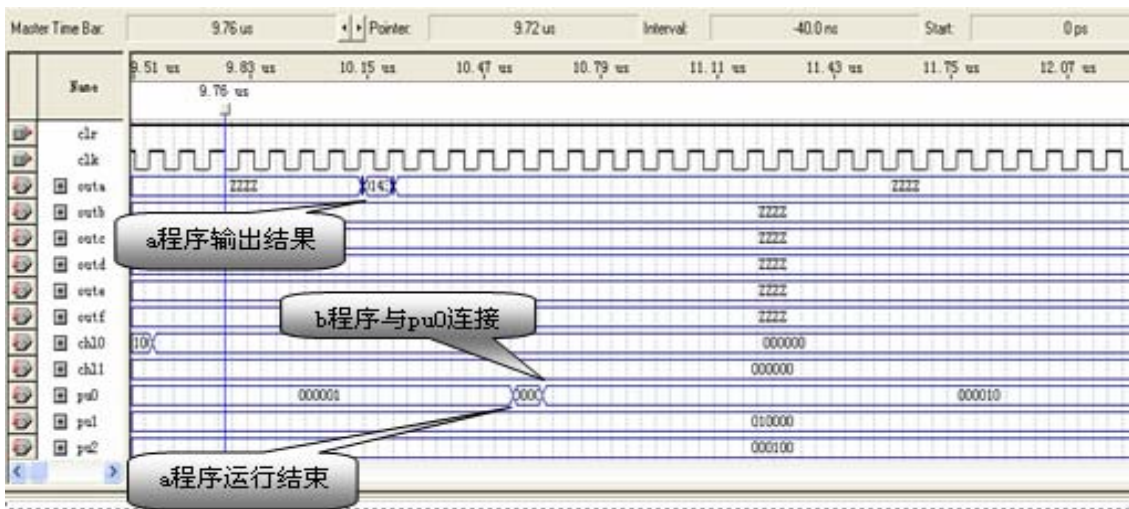 Master Time Bar: 9.76 us Pointer: 9.72 us Interval: -40.0 ns Start: 0 ps
Name 9.51 us 9.83 us 10.15 us 10.47 us 10.79 us 11.11 us 11.43 us 11.75 us 12.07 us
9.76 us
clr
clk
outa ZZZZ ZZZZ
outb ZZZZ
a程序输出结果
outc ZZZZ
outd ZZZZ
oute ZZZZ
outf ZZZZ
b程序与pu0连接
chl0 000000
chl1 000000
pu0 000001 000010
pu1 010000
pu2 000100
a程序运行结束